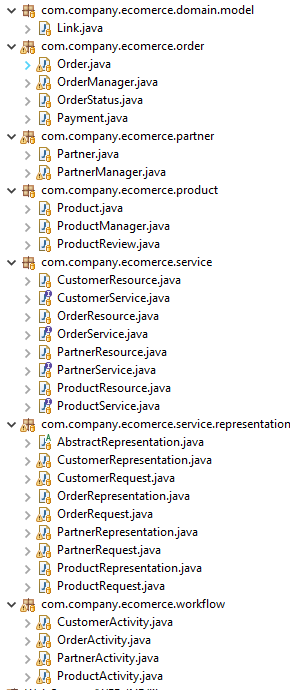 com.company.ecomerce.domain.model
Link.java
com.company.ecomerce.order
Order.java
OrderManager.java
OrderStatus.java
Payment.java
com.company.ecomerce.partner
Partner.java
PartnerManager.java
com.company.ecomerce.product
Product.java
ProductManager.java
ProductReview.java
com.company.ecomerce.service
CustomerResource.java
CustomerService.java
OrderResource.java
OrderService.java
PartnerResource.java
PartnerService.java
ProductResource.java
ProductService.java
com.company.ecomerce.service.representation
AbstractRepresentation.java
CustomerRepresentation.java
CustomerRequest.java
OrderRepresentation.java
OrderRequest.java
PartnerRepresentation.java
PartnerRequest.java
ProductRepresentation.java
ProductRequest.java
com.company.ecomerce.workflow
CustomerActivity.java
OrderActivity.java
PartnerActivity.java
ProductActivity.java